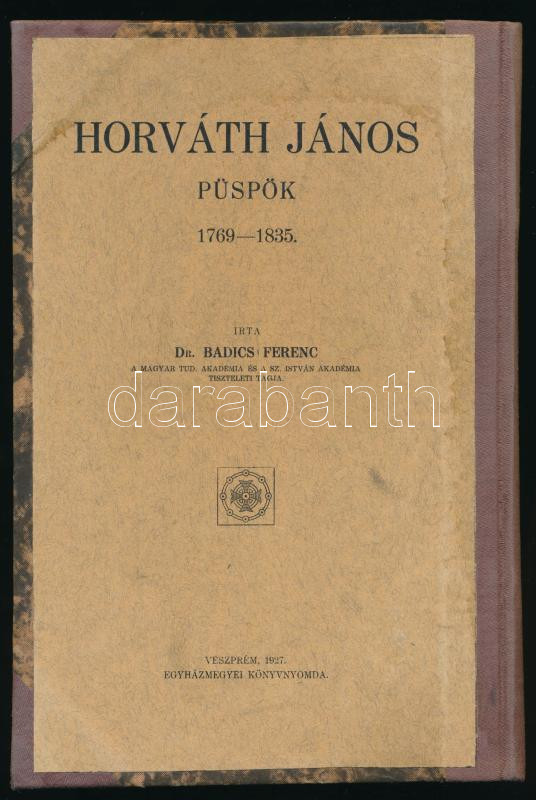 HORVÁTH JÁNOS
PÜSPÖK
1769—1835.
IRTA
DR. BADICS FERENC
A MAGYAR TUD. AKADÉMIA ÉS A SZ. ISTVÁN AKADÉMIA
TISZTELETI TAGJA.
darabanth
VESZPRÉM, 1927.
EGYHÁZMEGYEI KÖNYVNYOMDA.